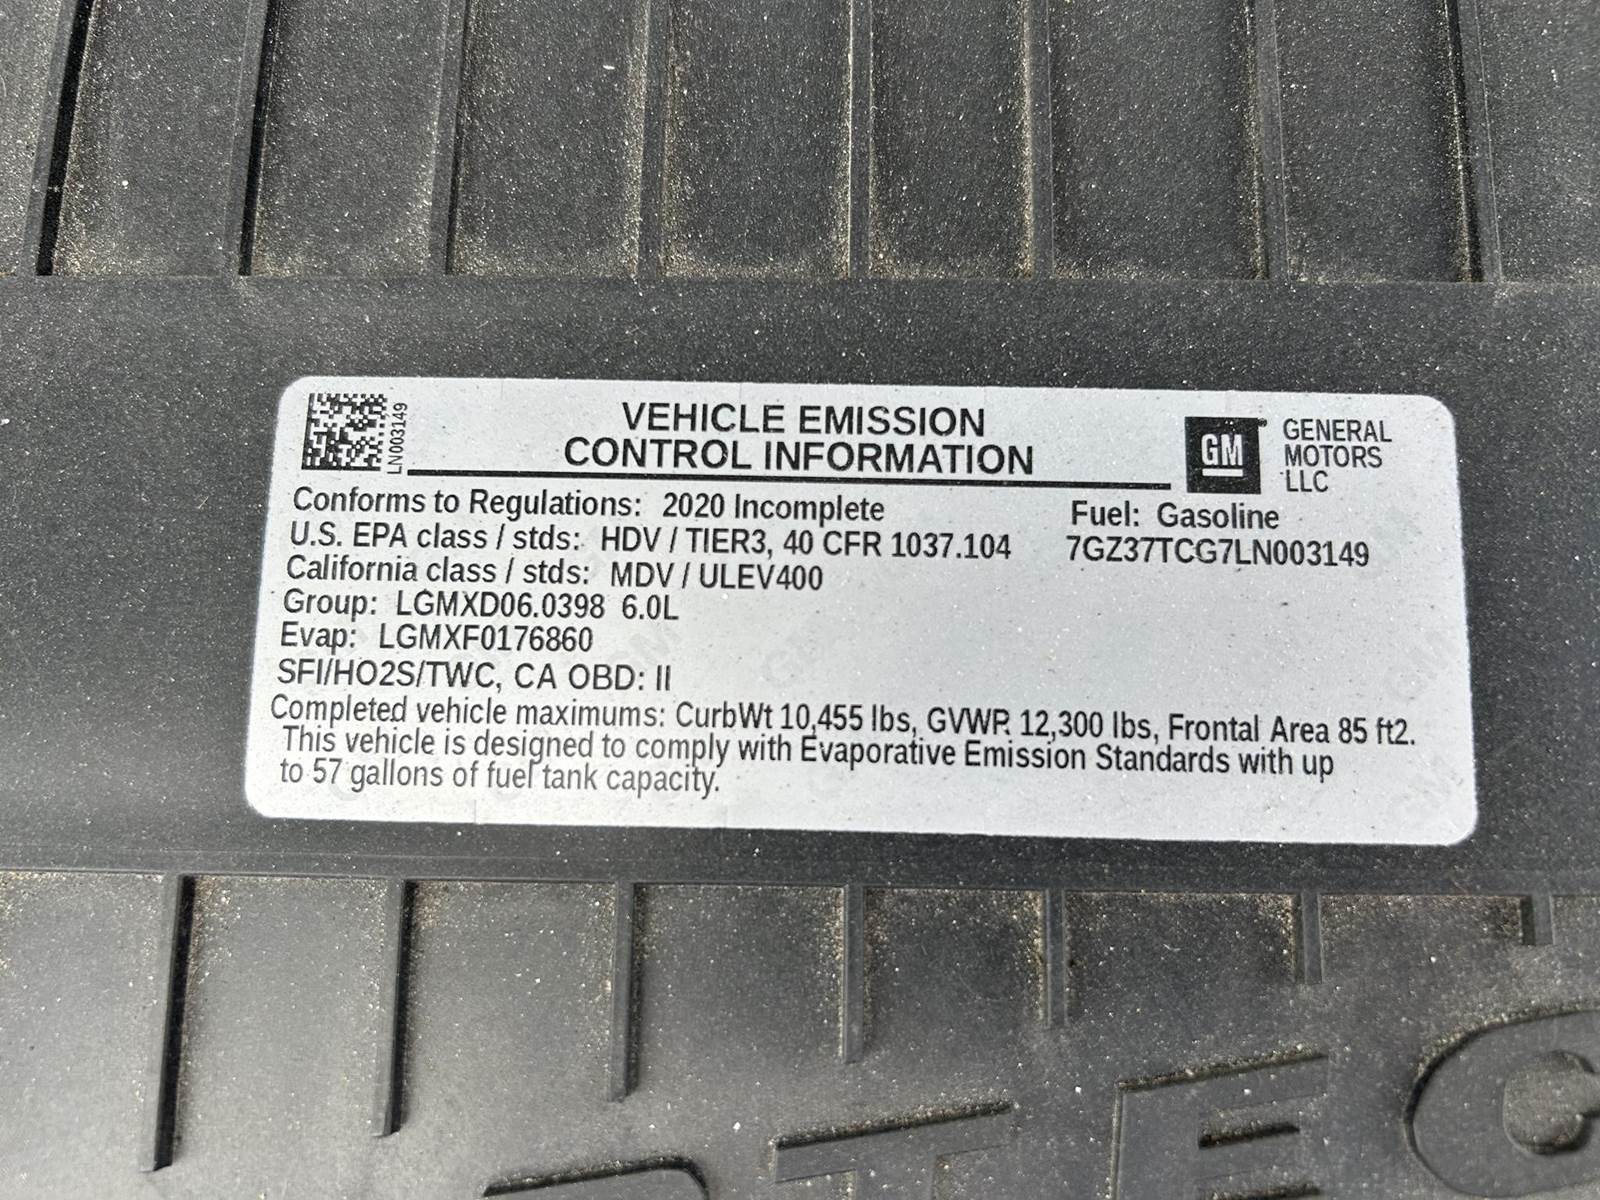 LN003149
VEHICLE EMISSION
CONTROL INFORMATION
GM
GENERAL
MOTORS
LLC
Conforms to Regulations: 2020 Incomplete
Fuel: Gasoline
U.S. EPA class / stds: HDV / TIER3, 40 CFR 1037.104
7GZ37TCG7LN003149
California class / stds: MDV / ULEV400
Group: LGMXD06.0398 6.0L
Evap: LGMXF0176860
SFI/HO2S/TWC, CA OBD: II
Completed vehicle maximums: CurbWt 10,455 lbs, GVWR 12,300 lbs, Frontal Area 85 ft2.
This vehicle is designed to comply with Evaporative Emission Standards with up
to 57 gallons of fuel tank capacity.